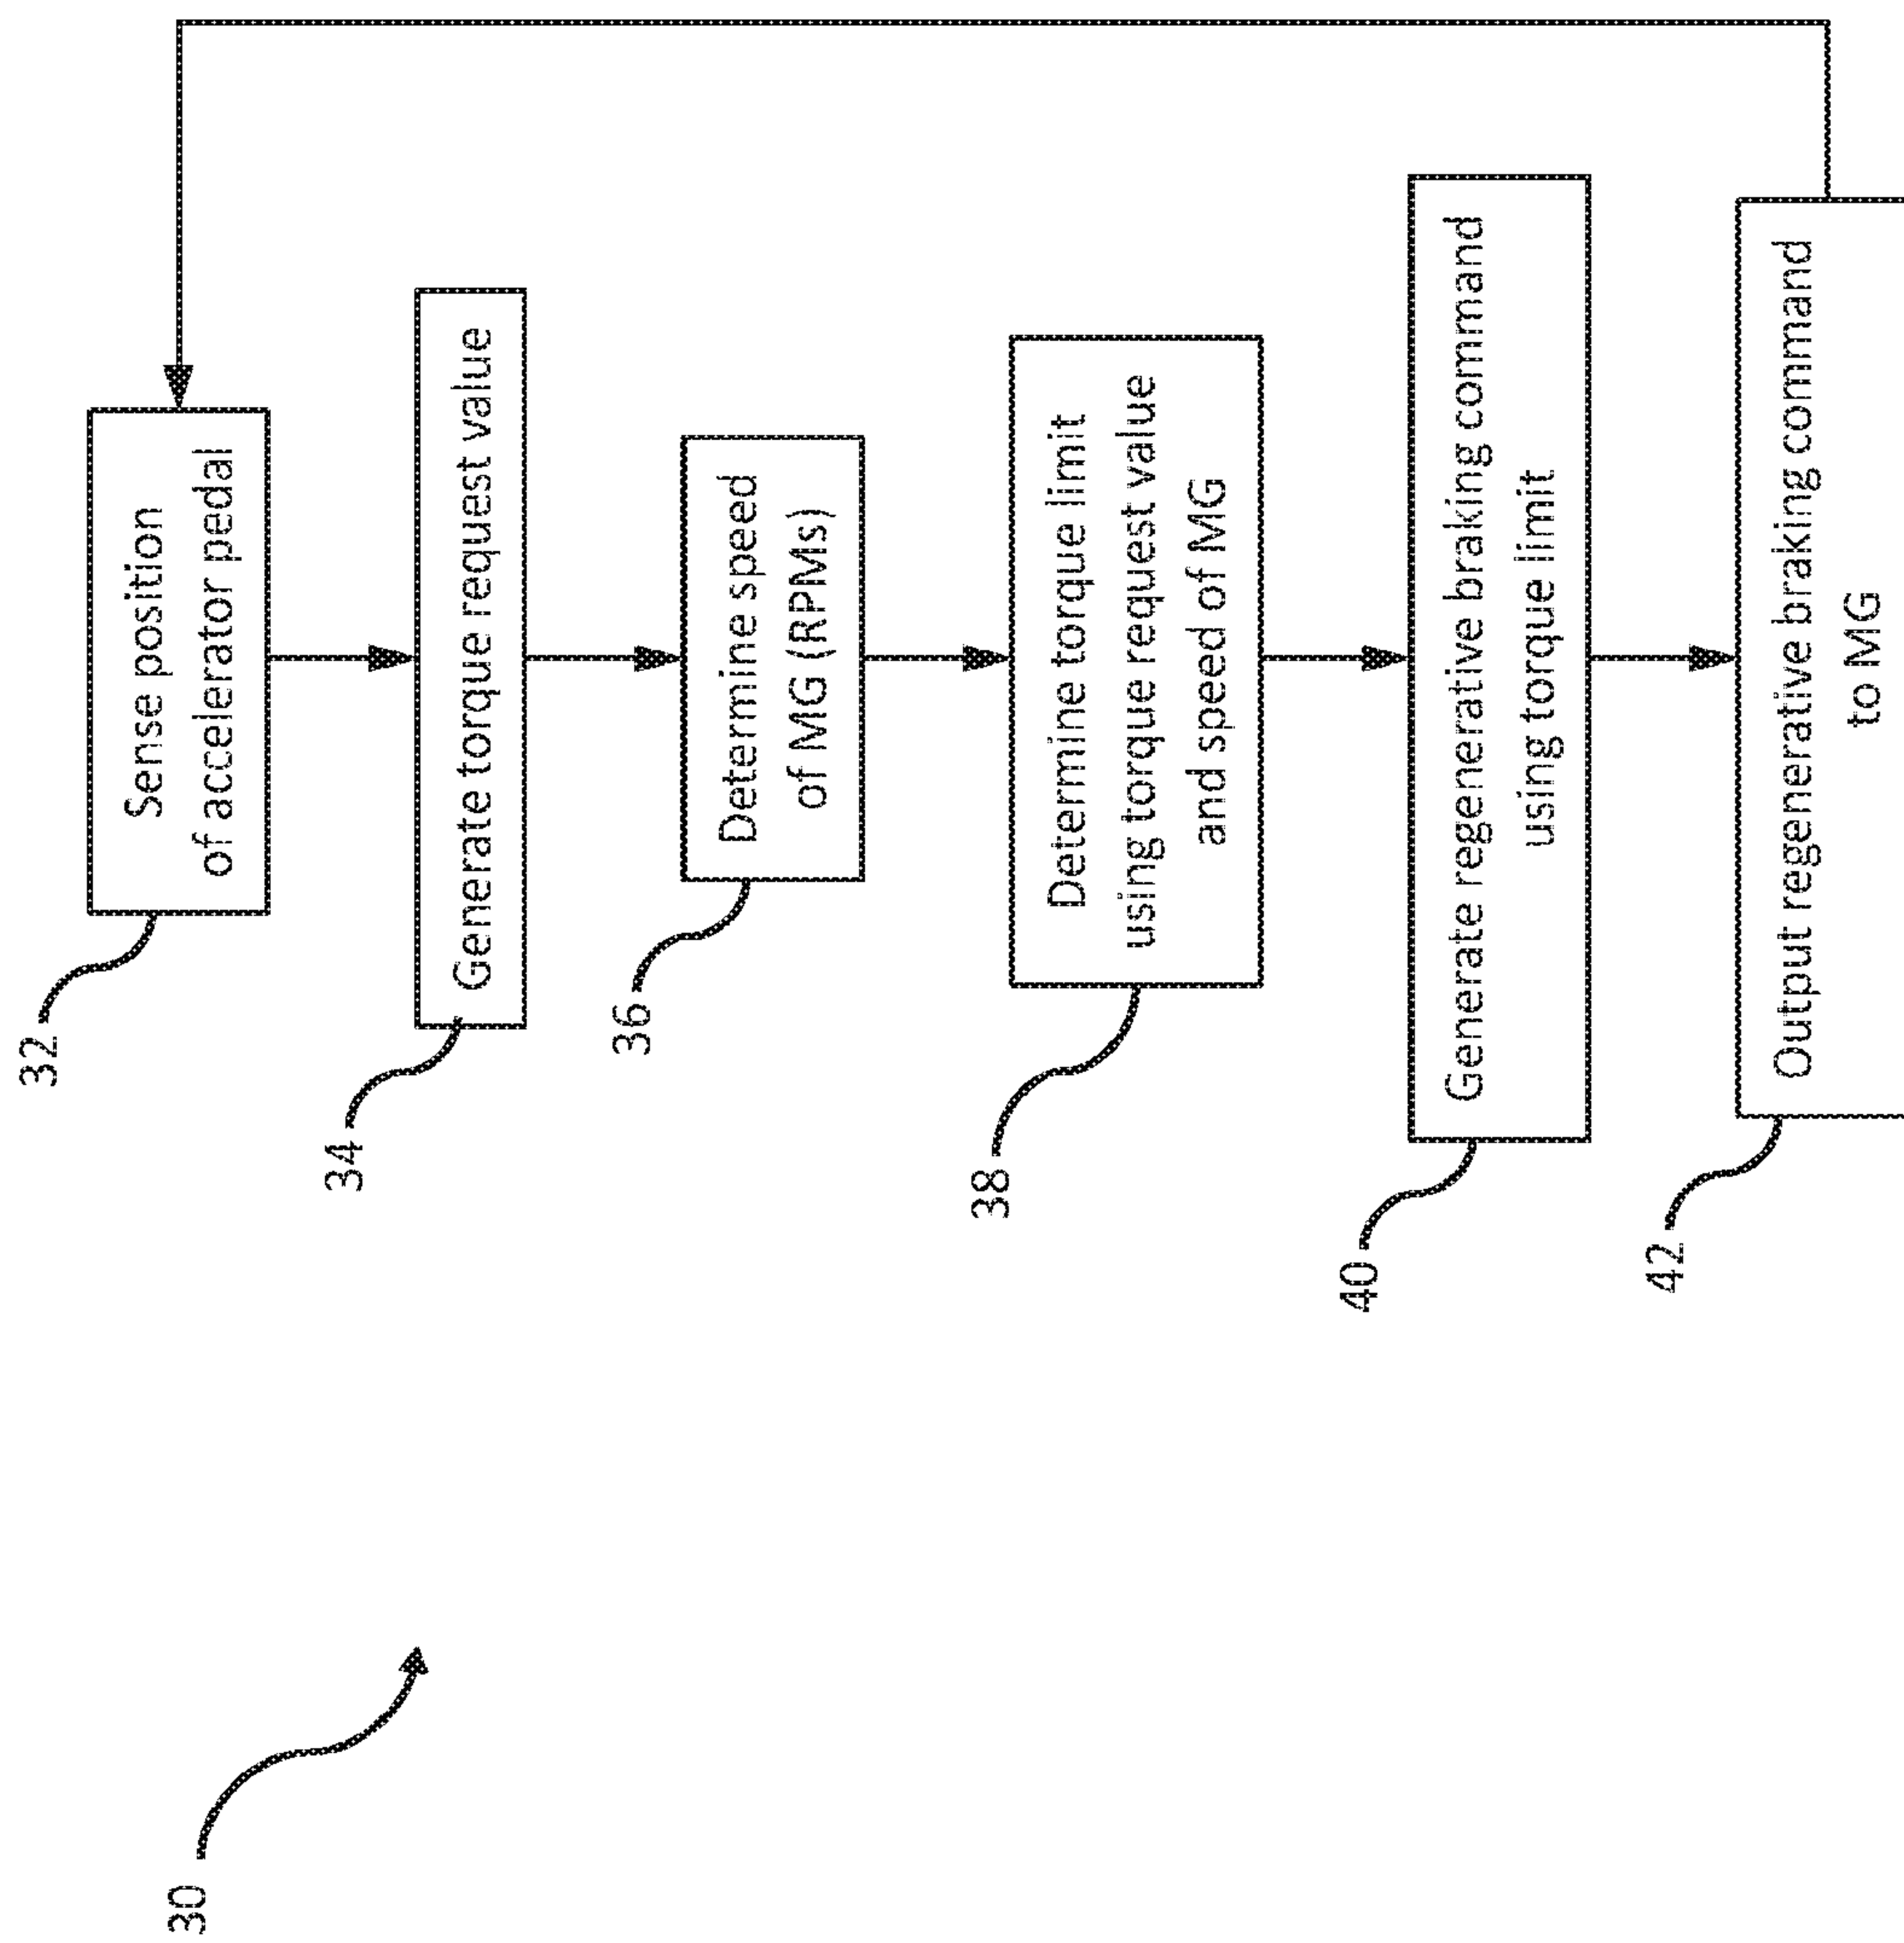 30
32
Sense position
of accelerator pedal
34
Generate torque request value
36
Determine speed
of MG (RPMs)
38
Determine torque limit
using torque request value
and speed of MG
40
Generate regenerative braking command
using torque limit
42
Output regenerative braking command
to MG